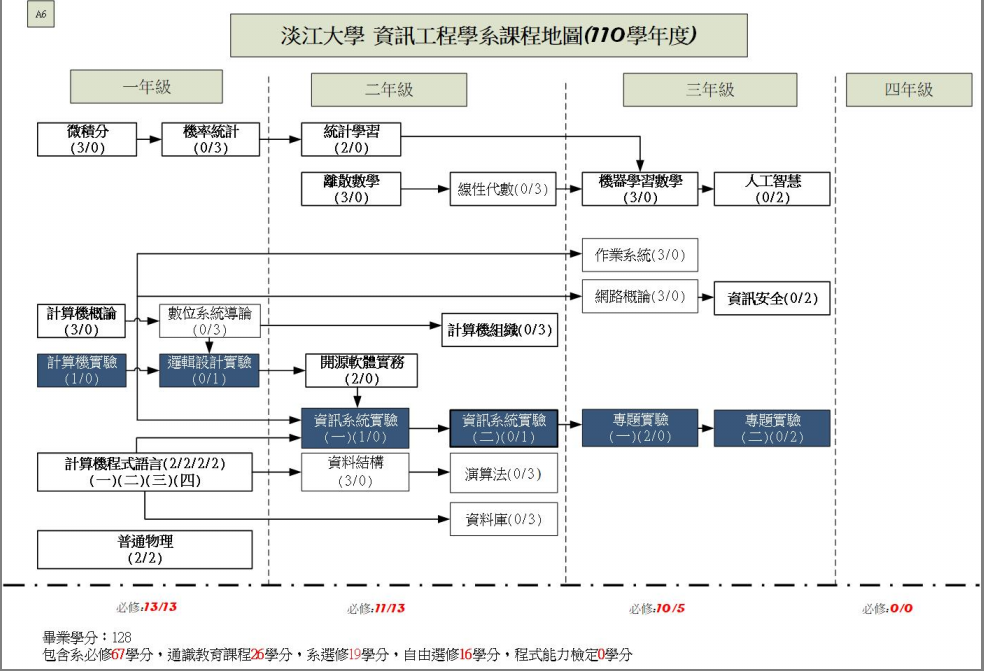 A6
淡江大學 資訊工程學系課程地圖(110學年度)
一年級
二年級
三年級
四年級
微積分
(3/0)
機率統計
(0/3)
統計學習
(2/0)
離散數學
(3/0)
線性代數(0/3)
機器學習數學
(3/0)
人工智慧
(0/2)
作業系統(3/0)
網路概論(3/0)
資訊安全(0/2)
計算機概論
(3/0)
數位系統導論
(0/3)
計算機組織(0/3)
計算機實驗
(1/0)
邏輯設計實驗
(0/1)
開源軟體實務
(2/0)
資訊系統實驗
(一)(1/0)
資訊系統實驗
(二)(0/1)
專題實驗
(一)(2/0)
專題實驗
(二)(0/2)
計算機程式語言(2/2/2/2)
(一)(二)(三)(四)
資料結構
(3/0)
演算法(0/3)
資料庫(0/3)
普通物理
(2/2)
必修:13/13
必修:11/13
必修:10/5
必修:0/0
畢業學分：128
包含系必修67學分，通識教育課程26學分，系選修19學分，自由選修16學分，程式能力檢定0學分